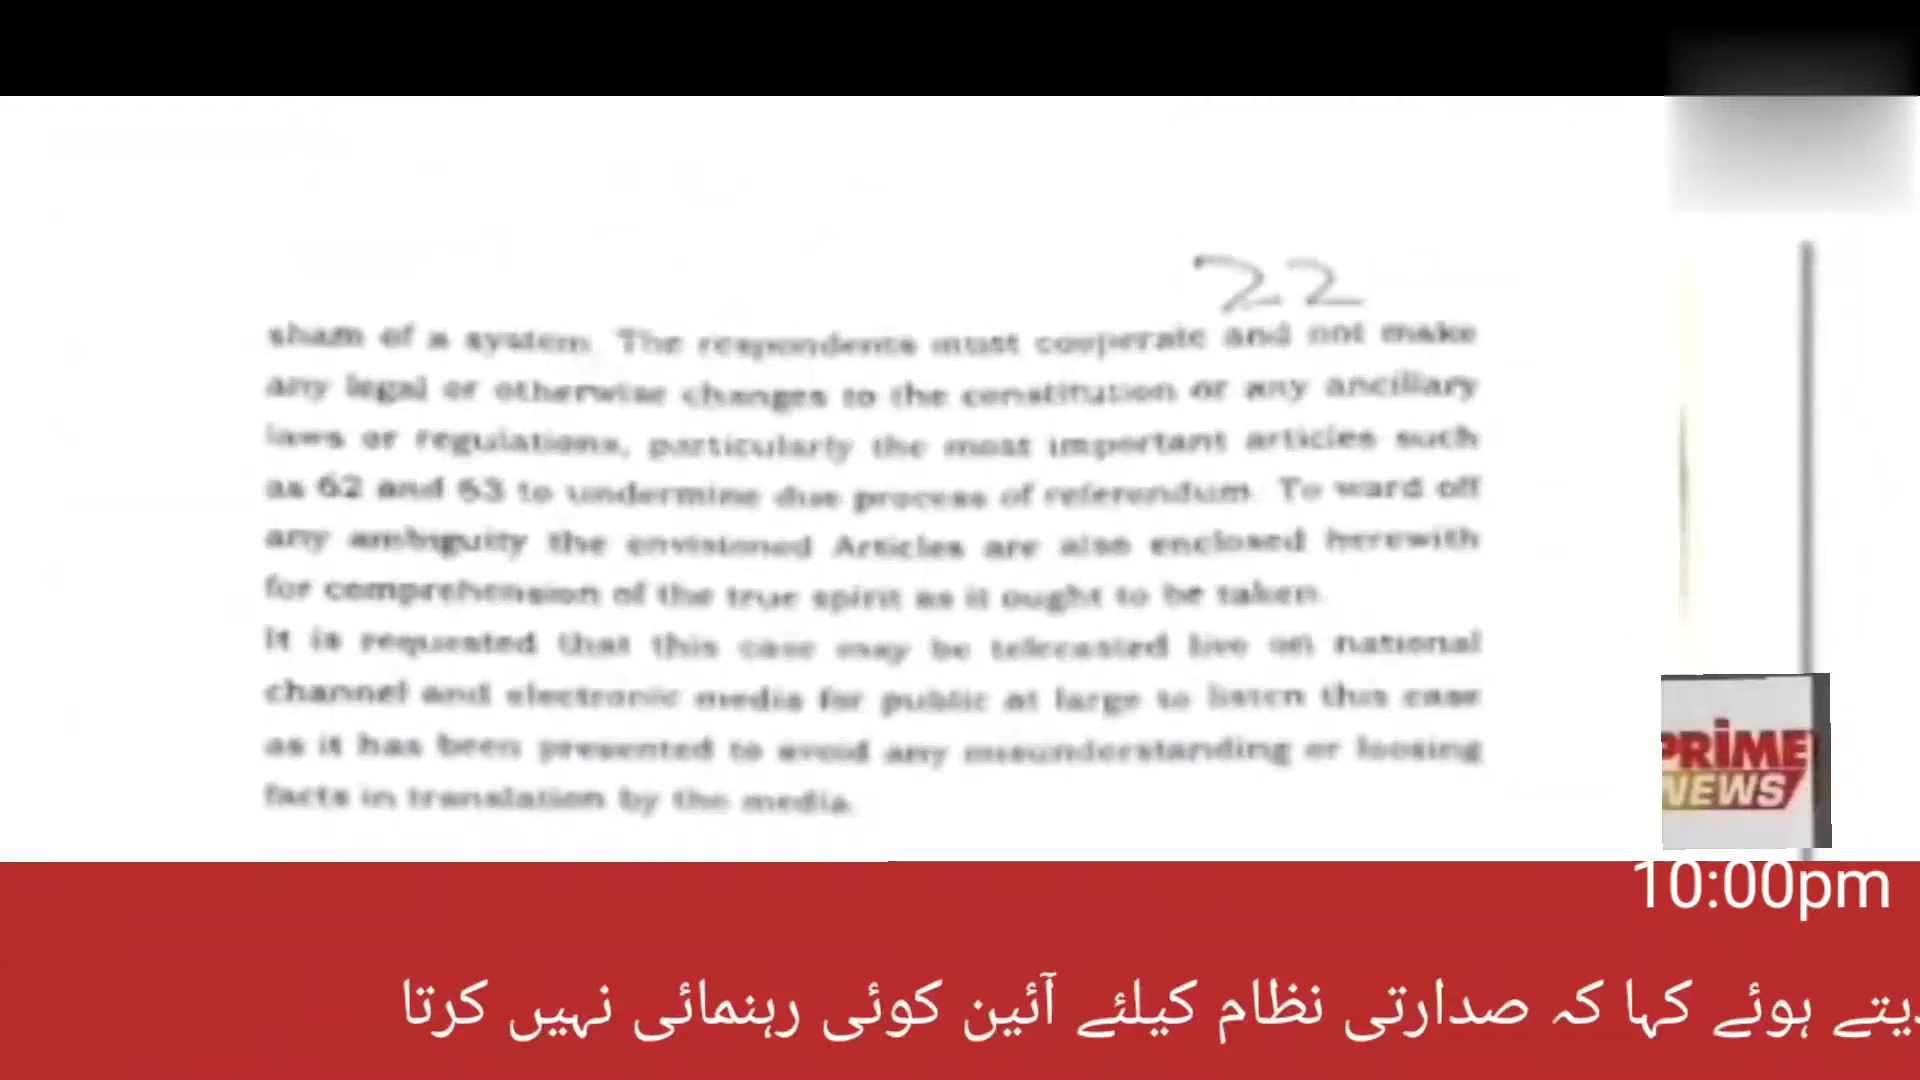 22
sham of a system. The respondents must cooperate and not make
any legal or otherwise changes to the constitution or any ancillary
laws or regulations, particularly the most important articles such
as 62 and 63 to undermine due process of referendum. To ward off
any ambiguity the envisioned Articles are also enclosed herewith
for comprehension of the true spirit as it ought to be taken.
It is requested that this case may be telecasted live on national
channel and electronic media for public at large to listen this case
as it has been presented to avoid any misunderstanding or loosing
facts in translation by the media.
PRIME
NEWS
10:00pm
ہوئے کہا کہ صدارتی نظام کیلئے آئین کوئی رہنمائی نہیں کرتا